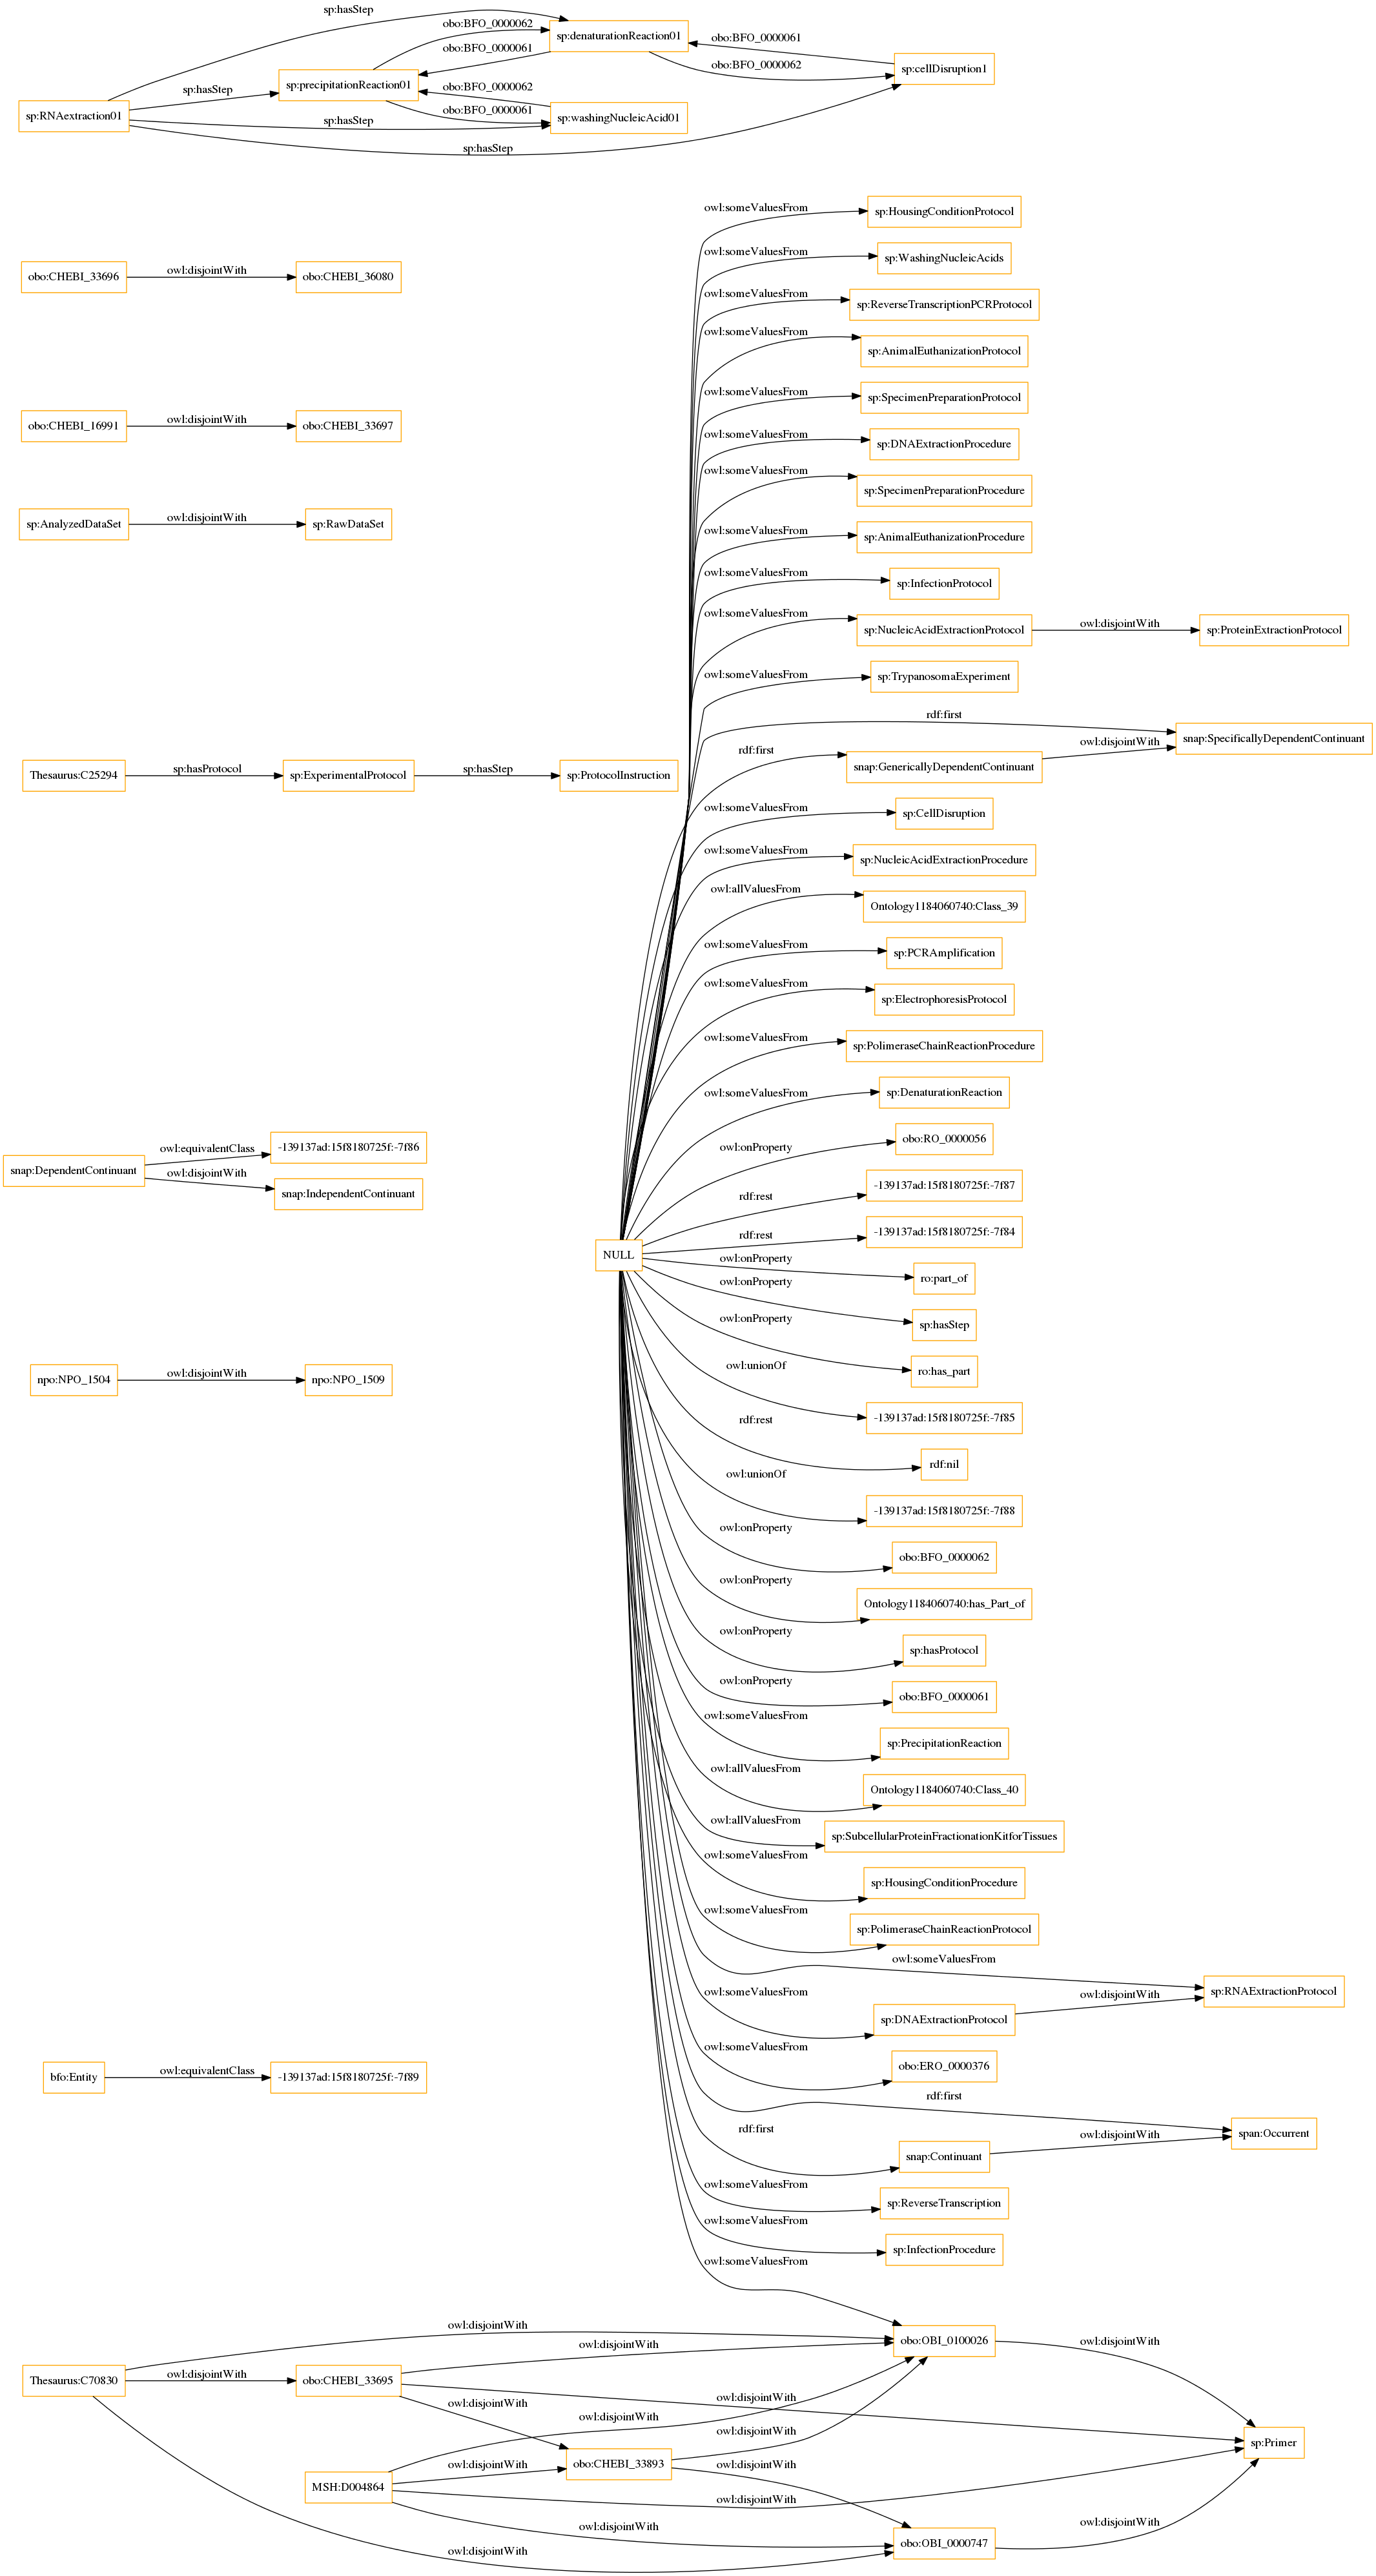 sp:hasStep
obo:BFO_0000062
sp:denaturationReaction01
obo:BFO_0000061
obo:BFO_0000061
obo:BFO_0000062
sp:cellDisruption1
sp:precipitationReaction01
sp:hasStep
obo:BFO_0000062
obo:BFO_0000061
sp:RNAextraction01
sp:hasStep
sp:washingNucleicAcid01
sp:hasStep
owl:someValuesFrom
sp:HousingConditionProtocol
owl:someValuesFrom
sp:WashingNucleicAcids
obo:CHEBI_33696
owl:disjointWith
obo:CHEBI_36080
owl:someValuesFrom
sp:ReverseTranscriptionPCRProtocol
owl:someValuesFrom
sp:AnimalEuthanizationProtocol
owl:someValuesFrom
sp:SpecimenPreparationProtocol
obo:CHEBI_16991
owl:disjointWith
obo:CHEBI_33697
owl:someValuesFrom
sp:DNAExtractionProcedure
owl:someValuesFrom
sp:SpecimenPreparationProcedure
sp:AnalyzedDataSet
owl:disjointWith
sp:RawDataSet
owl:someValuesFrom
sp:AnimalEuthanizationProcedure
owl:someValuesFrom
sp:InfectionProtocol
owl:someValuesFrom
sp:NucleicAcidExtractionProtocol
owl:disjointWith
sp:ProteinExtractionProtocol
owl:someValuesFrom
sp:TrypanosomaExperiment
rdf:first
snap:SpecificallyDependentContinuant
rdf:first
snap:GenericallyDependentContinuant
owl:disjointWith
Thesaurus:C25294
sp:hasProtocol
sp:ExperimentalProtocol
sp:hasStep
sp:ProtocolInstruction
owl:someValuesFrom
sp:CellDisruption
owl:someValuesFrom
sp:NucleicAcidExtractionProcedure
owl:allValuesFrom
Ontology1184060740:Class_39
owl:someValuesFrom
sp:PCRAmplification
owl:someValuesFrom
sp:ElectrophoresisProtocol
owl:someValuesFrom
sp:PolimeraseChainReactionProcedure
owl:someValuesFrom
sp:DenaturationReaction
owl:onProperty
obo:RO_0000056
snap:DependentContinuant
owl:equivalentClass
-139137ad:15f8180725f:-7f86
owl:disjointWith
snap:IndependentContinuant
rdf:rest
-139137ad:15f8180725f:-7f87
NULL
rdf:rest
-139137ad:15f8180725f:-7f84
owl:onProperty
ro:part_of
owl:onProperty
sp:hasStep
owl:onProperty
ro:has_part
npo:NPO_1504
owl:disjointWith
npo:NPO_1509
owl:unionOf
-139137ad:15f8180725f:-7f85
rdf:rest
rdf:nil
owl:unionOf
-139137ad:15f8180725f:-7f88
owl:onProperty
obo:BFO_0000062
owl:onProperty
Ontology1184060740:has_Part_of
owl:onProperty
sp:hasProtocol
owl:onProperty
obo:BFO_0000061
owl:someValuesFrom
sp:PrecipitationReaction
owl:allValuesFrom
Ontology1184060740:Class_40
owl:allValuesFrom
sp:SubcellularProteinFractionationKitforTissues
owl:someValuesFrom
sp:HousingConditionProcedure
owl:someValuesFrom
sp:PolimeraseChainReactionProtocol
owl:someValuesFrom
sp:RNAExtractionProtocol
owl:someValuesFrom
sp:DNAExtractionProtocol
owl:disjointWith
owl:someValuesFrom
obo:ERO_0000376
bfo:Entity
owl:equivalentClass
-139137ad:15f8180725f:-7f89
rdf:first
span:Occurrent
rdf:first
snap:Continuant
owl:disjointWith
owl:someValuesFrom
sp:ReverseTranscription
owl:someValuesFrom
sp:InfectionProcedure
owl:someValuesFrom
owl:disjointWith
obo:OBI_0100026
owl:disjointWith
Thesaurus:C70830
owl:disjointWith
obo:CHEBI_33695
owl:disjointWith
owl:disjointWith
owl:disjointWith
owl:disjointWith
owl:disjointWith
sp:Primer
MSH:D004864
owl:disjointWith
obo:CHEBI_33893
owl:disjointWith
owl:disjointWith
owl:disjointWith
owl:disjointWith
obo:OBI_0000747
owl:disjointWith